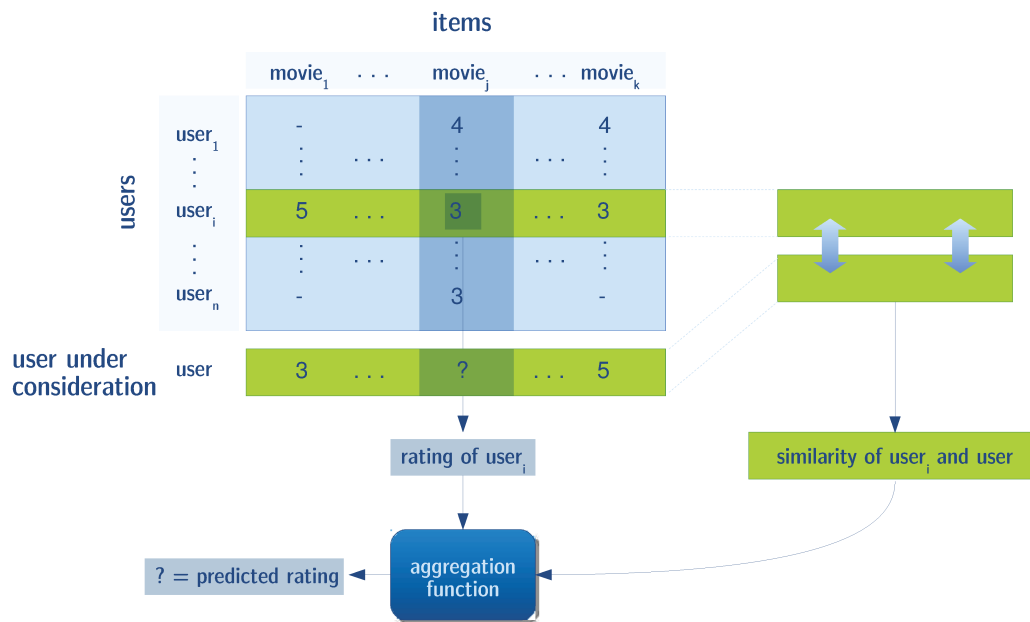 items
movie₁ . . . movieⱼ . . . movieₖ
users
user₁ - 4 4
. . . . . .
userᵢ 5 . . . 3 . . . 3
. . . . . .
userₙ - 3 -
user under
consideration
user 3 . . . ? . . . 5
rating of userᵢ
similarity of userᵢ and user
aggregation
function
? = predicted rating